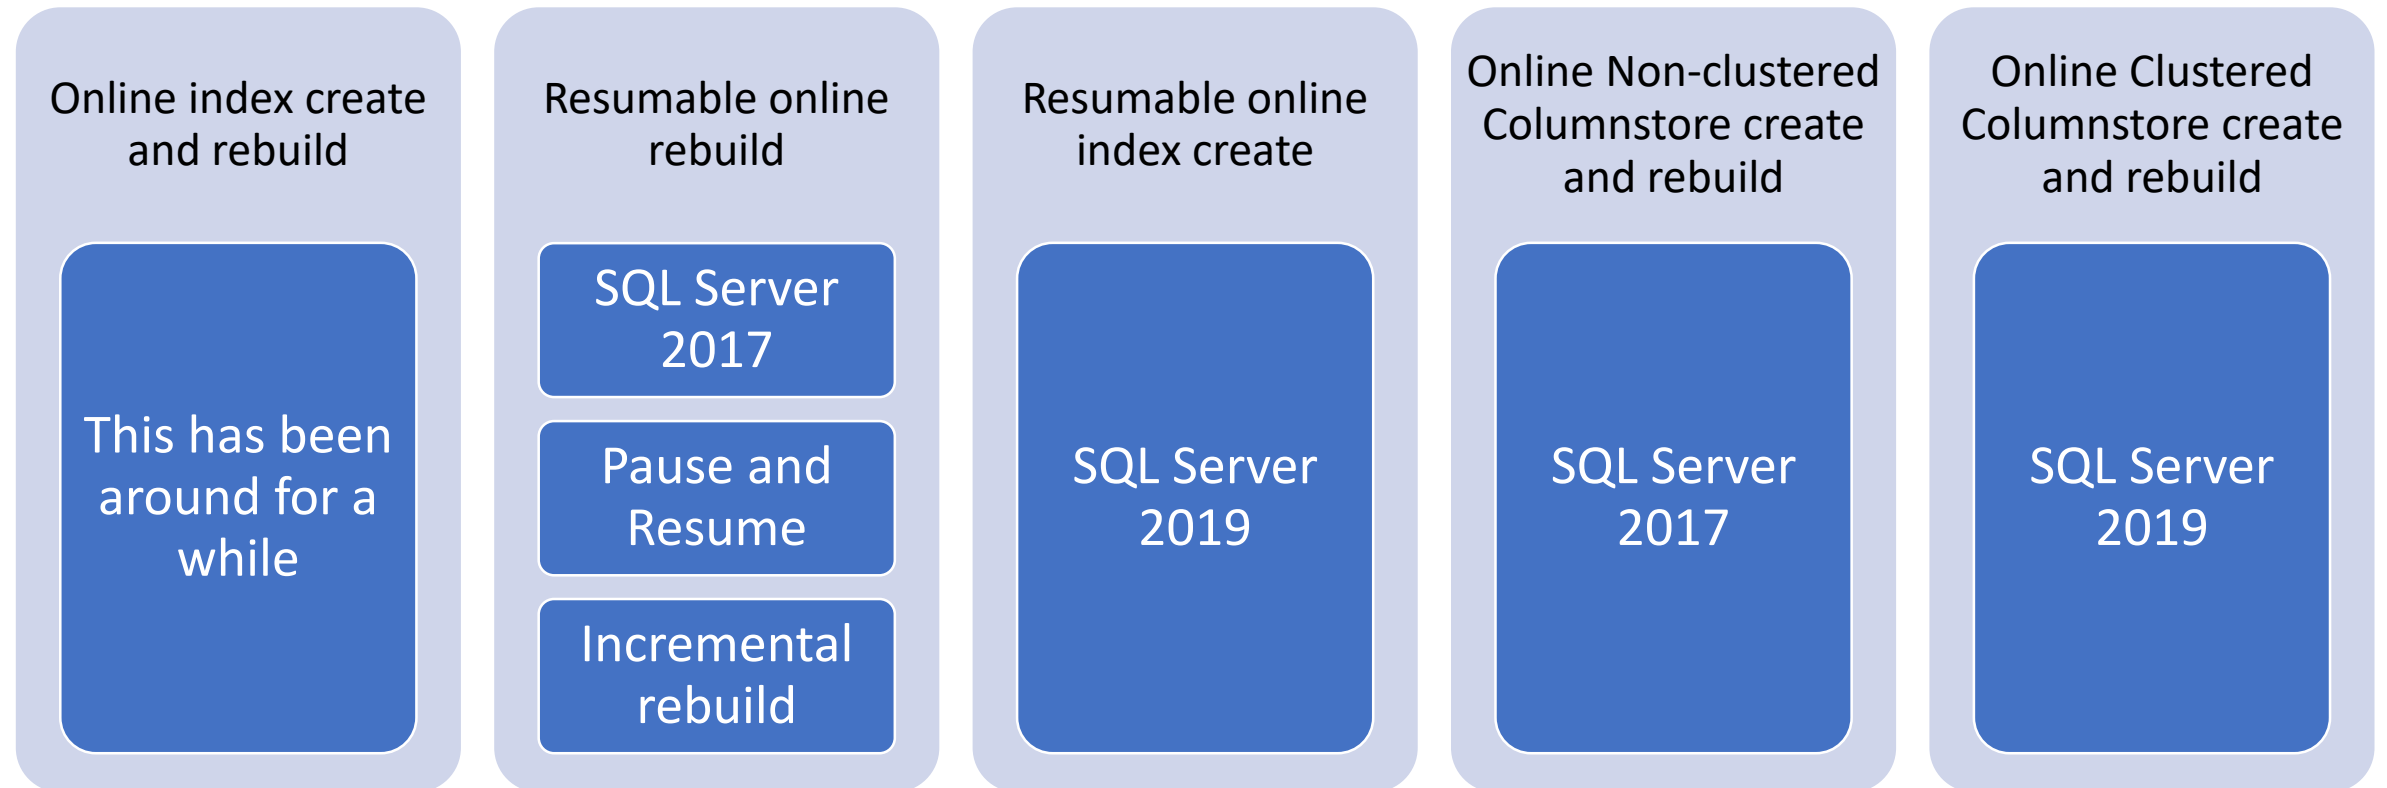 Online index create
and rebuild
This has been
around for a
while
Resumable online
rebuild
SQL Server
2017
Pause and
Resume
Incremental
rebuild
Resumable online
index create
SQL Server
2019
Online Non-clustered
Columnstore create
and rebuild
SQL Server
2017
Online Clustered
Columnstore create
and rebuild
SQL Server
2019